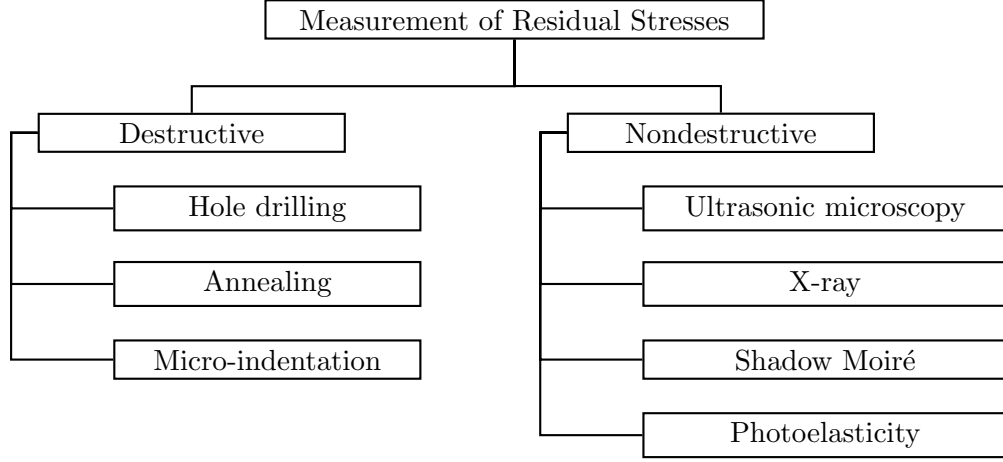 Measurement of Residual Stresses
Destructive
Hole drilling
Annealing
Micro-indentation
Nondestructive
Ultrasonic microscopy
X-ray
Shadow Moiré
Photoelasticity